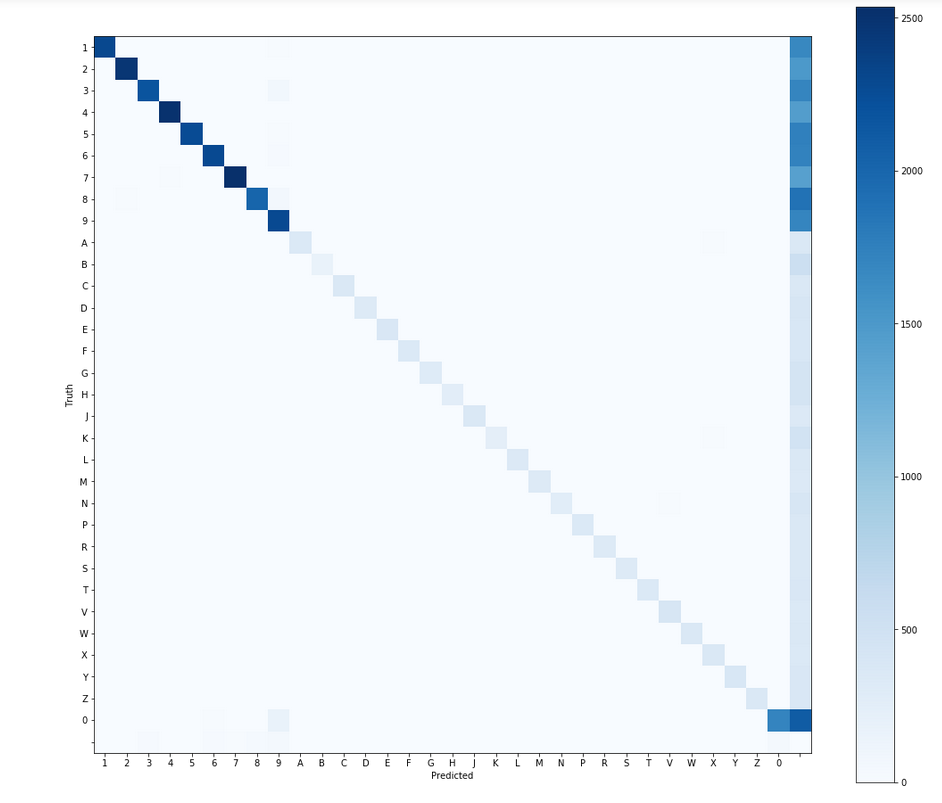 1
2
3
4
5
6
7
8
9
A
B
C
D
E
F
G
H
J
K
L
M
N
P
R
S
T
V
W
X
Y
Z
0
Truth
1 2 3 4 5 6 7 8 9 A B C D E F G H J K L M N P R S T V W X Y Z 0
Predicted
2500
2000
1500
1000
500
0